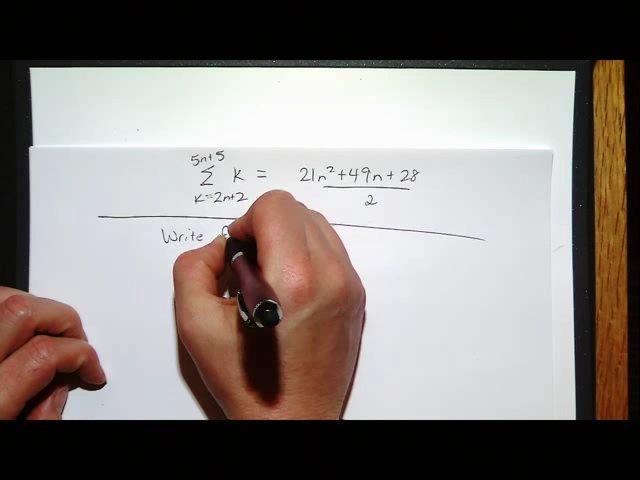 5n+5
Σ k = 21n²+49n+28
k=2n+2 2
Write